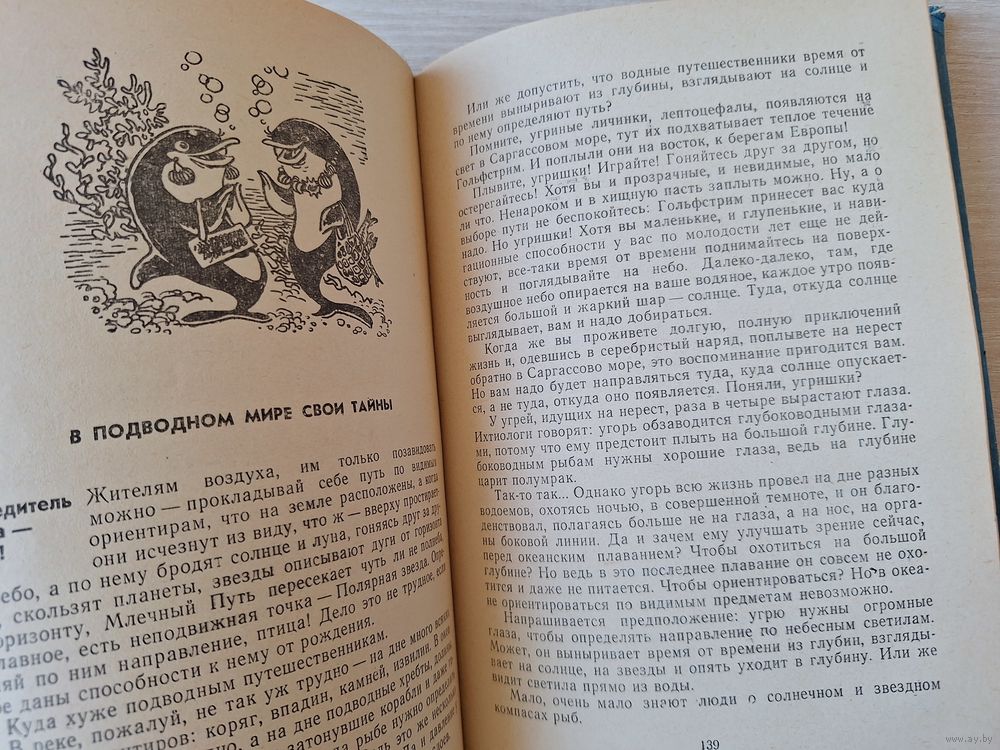 В ПОДВОДНОМ МИРЕ СВОИ ТАЙНЫ
Жителям воздуха, им только позавидовать
можно — прокладывай себе путь по видимым
ориентирам, что на земле расположены, а когда
они исчезнут из виду, что ж — вверху простирает-
небо, а по нему бродят солнце и луна, гоняясь друг за дру-
скользят планеты, звезды описывают дуги от горизонта
горизонту, Млечный Путь пересекает чуть ли не полнеба,
главное, есть неподвижная точка — Полярная звезда. Опре-
по ним направление, птица! Дело это не трудное, если
даны способности к нему от рождения.
Куда хуже подводным путешественникам.
В реке, пожалуй, не так уж трудно — на дне много всяких
ориентиров: коряг, впадин, камней, извилин.
а на дне подводные хребты, долины,
затонувшие корабли и даже
рыбе нужно
это же
Или же допустить, что водные путешественники время от
времени выныривают из глубины, взглядывают на солнце и
по нему определяют путь?
Помните, угриные личинки, лептоцефалы, появляются на
свет в Саргассовом море, тут их подхватывает теплое течение
Гольфстрим. И поплыли они на восток, к берегам Европы!
Плывите, угришки! Играйте! Гоняйтесь друг за другом, но
остерегайтесь! Хотя вы и прозрачные, и невидимые, но мало
ли что. Ненароком и в хищную пасть заплыть можно. Ну, а о
выборе пути не беспокойтесь: Гольфстрим принесет вас куда
надо. Но угришки! Хотя вы маленькие, и глупенькие, и нави-
гационные способности у вас по молодости лет еще не дей-
ствуют, все-таки время от времени поднимайтесь на поверх-
ность и поглядывайте на небо. Далеко-далеко, там, где
воздушное небо опирается на ваше водяное, каждое утро появ-
ляется большой и жаркий шар — солнце. Туда, откуда солнце
выглядывает, вам и надо добираться.
Когда же вы проживете долгую, полную приключений
жизнь и, одевшись в серебристый наряд, поплывете на нерест
обратно в Саргассово море, это воспоминание пригодится вам.
Но вам надо будет направляться туда, куда солнце опускает-
ся, а не туда, откуда оно появляется. Поняли, угришки?
У угрей, идущих на нерест, раза в четыре вырастают глаза.
Ихтиологи говорят: угорь обзаводится глубоководными глаза-
ми, потому что ему предстоит плыть на большой глубине. Глу-
боководным рыбам нужны хорошие глаза, ведь на глубине
царит полумрак.
Так-то так... Однако угорь всю жизнь провел на дне разных
водоемов, охотясь ночью, в совершенной темноте, и он благо-
денствовал, полагаясь больше не на глаза, а на нос, на орга-
ны боковой линии. Да и зачем ему улучшать зрение сейчас,
перед океанским плаванием? Чтобы охотиться на большой
глубине? Но ведь в это последнее плавание он совсем не охо-
тится и даже не питается. Чтобы ориентироваться? Но в океа-
не ориентироваться по видимым предметам невозможно.
Напрашивается предположение: угрю нужны огромные
глаза, чтобы определять направление по небесным светилам.
Может, он выныривает время от времени из глубин, взгляды-
вает на солнце, на звезды и опять уходит в глубину. Или же
видит светила прямо из воды.
Мало, очень мало знают люди о солнечном и звездном
компасах рыб.
139
www.ay.by